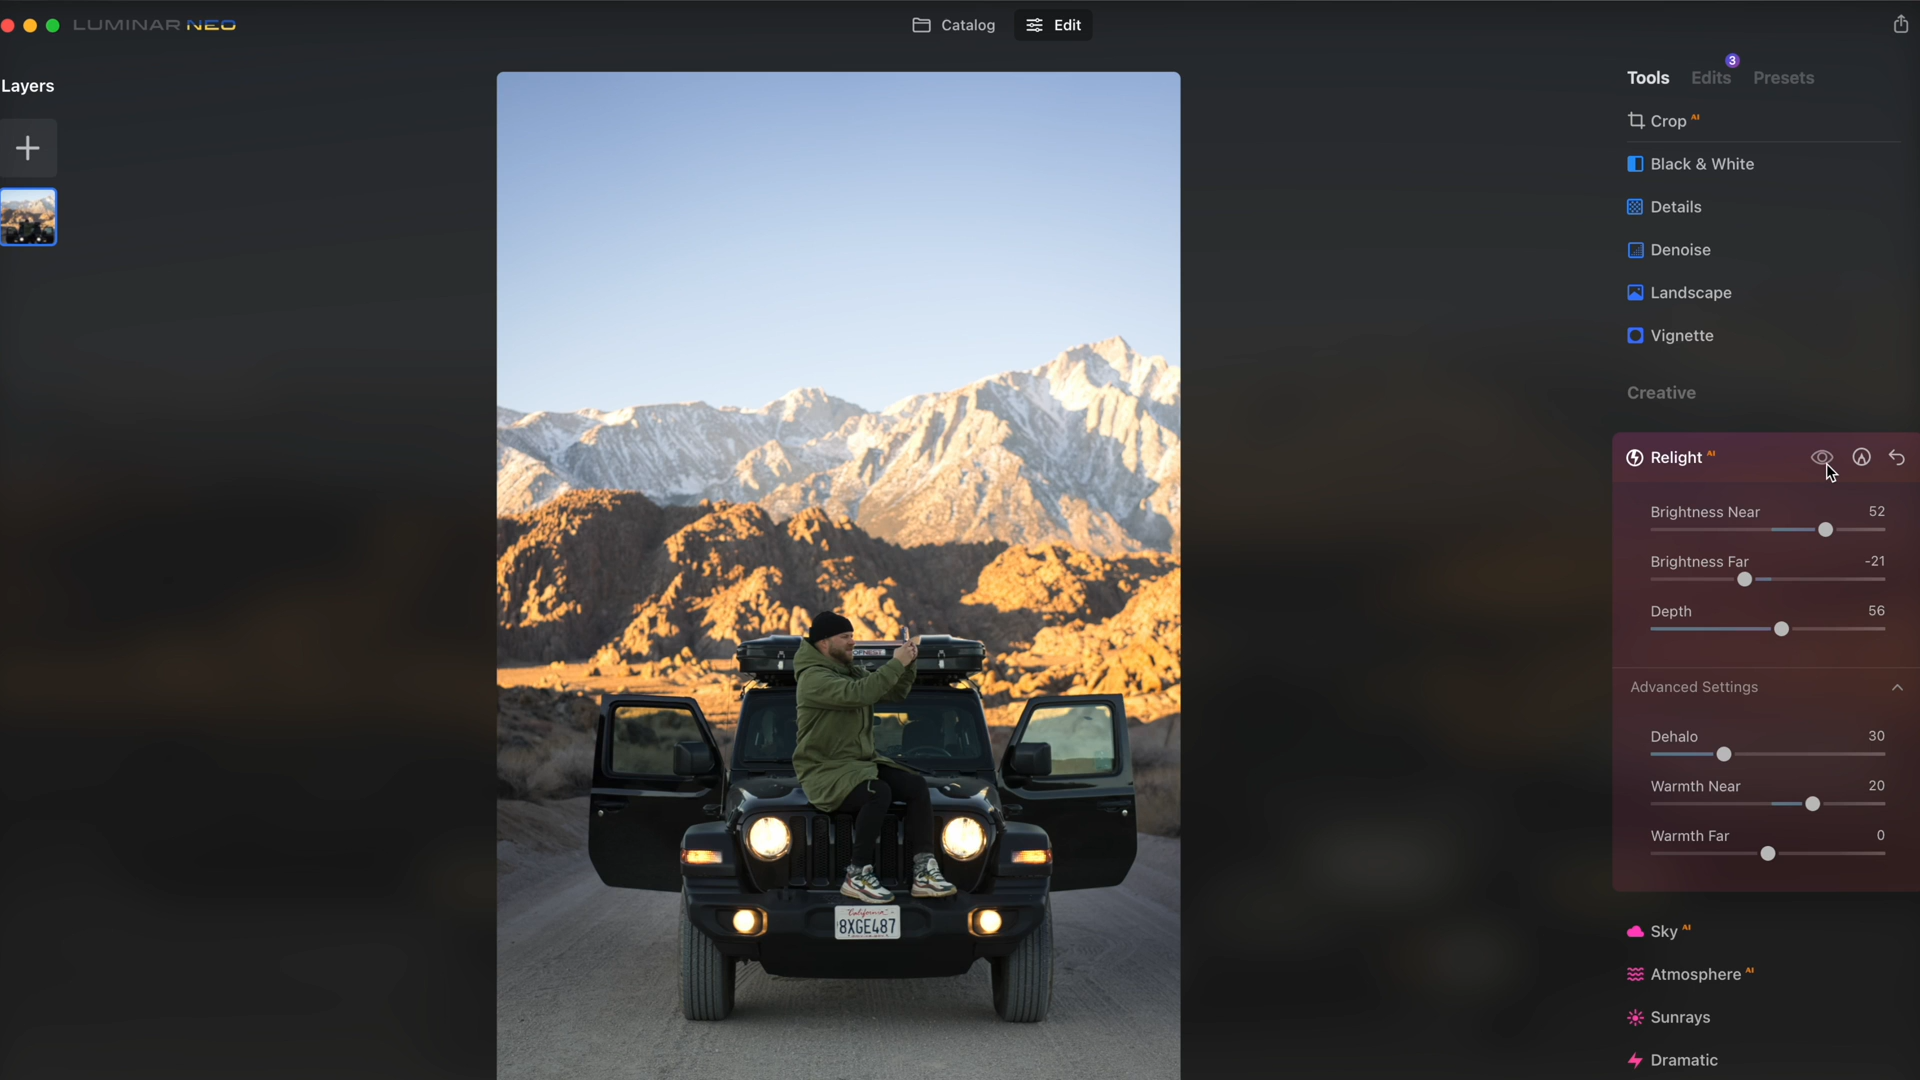 LUMINAR NEO
Catalog
Edit
Layers
3
Tools Edits Presets
Crop AI
Black & White
Details
Denoise
Landscape
Vignette
Creative
Relight AI
Brightness Near 52
Brightness Far -21
Depth 56
Advanced Settings
Dehalo 30
Warmth Near 20
Warmth Far 0
Sky AI
Atmosphere AI
Sunrays
Dramatic
California
8XGE487